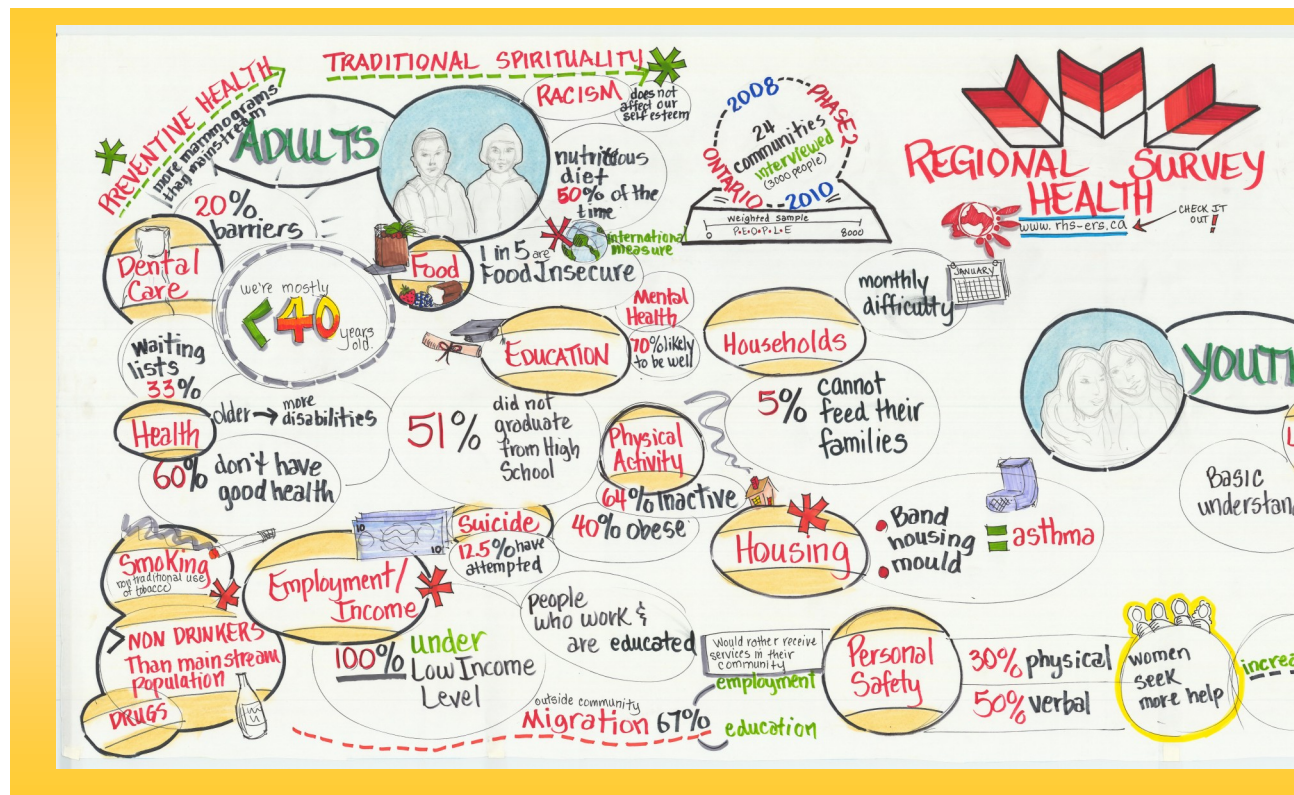 PREVENTIVE HEALTH
more mammograms
than mainstream
TRADITIONAL SPIRITUALITY
ADULTS
RACISM
does not
affect our
self esteem
nutritious
diet
50% of the
time
20%
barriers
Dental
Care
we're mostly
<40
years
old
Food
1 in 5 are
Food Insecure
international
measure
2008
PHASE 2
24
communities
interviewed
(3000 people)
ONTARIO
2010
weighted sample
0 P•E•O•P•L•E 8000
REGIONAL SURVEY
HEALTH
www.rhs-ers.ca
CHECK IT
OUT!
waiting
lists
33%
EDUCATION
Mental
Health
70% likely
to be well
Households
monthly
difficulty
JANUARY
YOUT
Health
older → more
disabilities
60% don't have
good health
51% did not
graduate
from High
School
Physical
Activity
64% Inactive
40% obese
5% cannot
feed their
families
Basic
understan
Smoking
non traditional use
of tobacco
Employment/
Income
10
10
Suicide
12.5% have
attempted
Housing
• Band
housing
• mould
= asthma
> NON DRINKERS
Than mainstream
population
DRUGS
100% under
Low Income
Level
People
who work &
are educated
outside community
Migration 67%
Would rather receive
services in their
community
employment
education
Personal
Safety
30% physical
50% verbal
women
seek
more help
increa